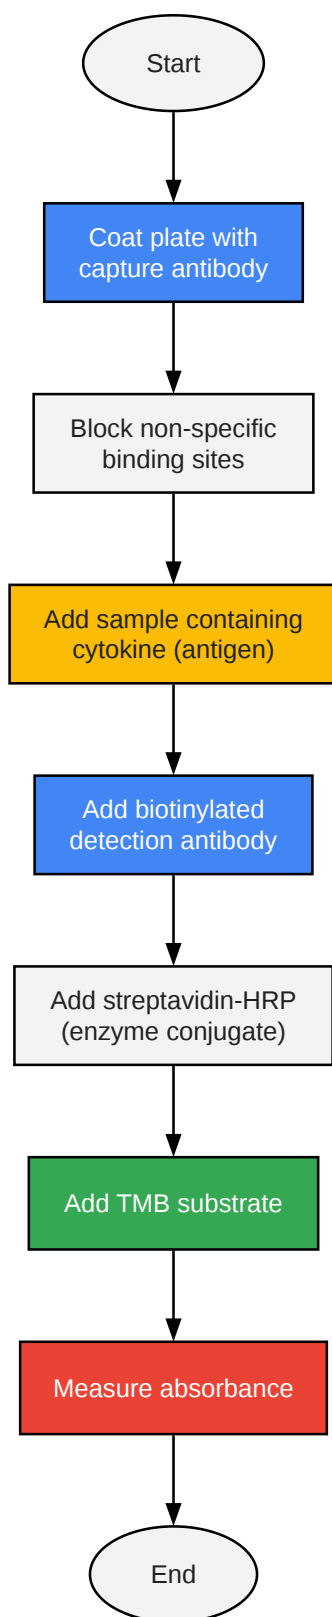 Start
Coat plate with
capture antibody
Block non-specific
binding sites
Add sample containing
cytokine (antigen)
Add biotinylated
detection antibody
Add streptavidin-HRP
(enzyme conjugate)
Add TMB substrate
Measure absorbance
End